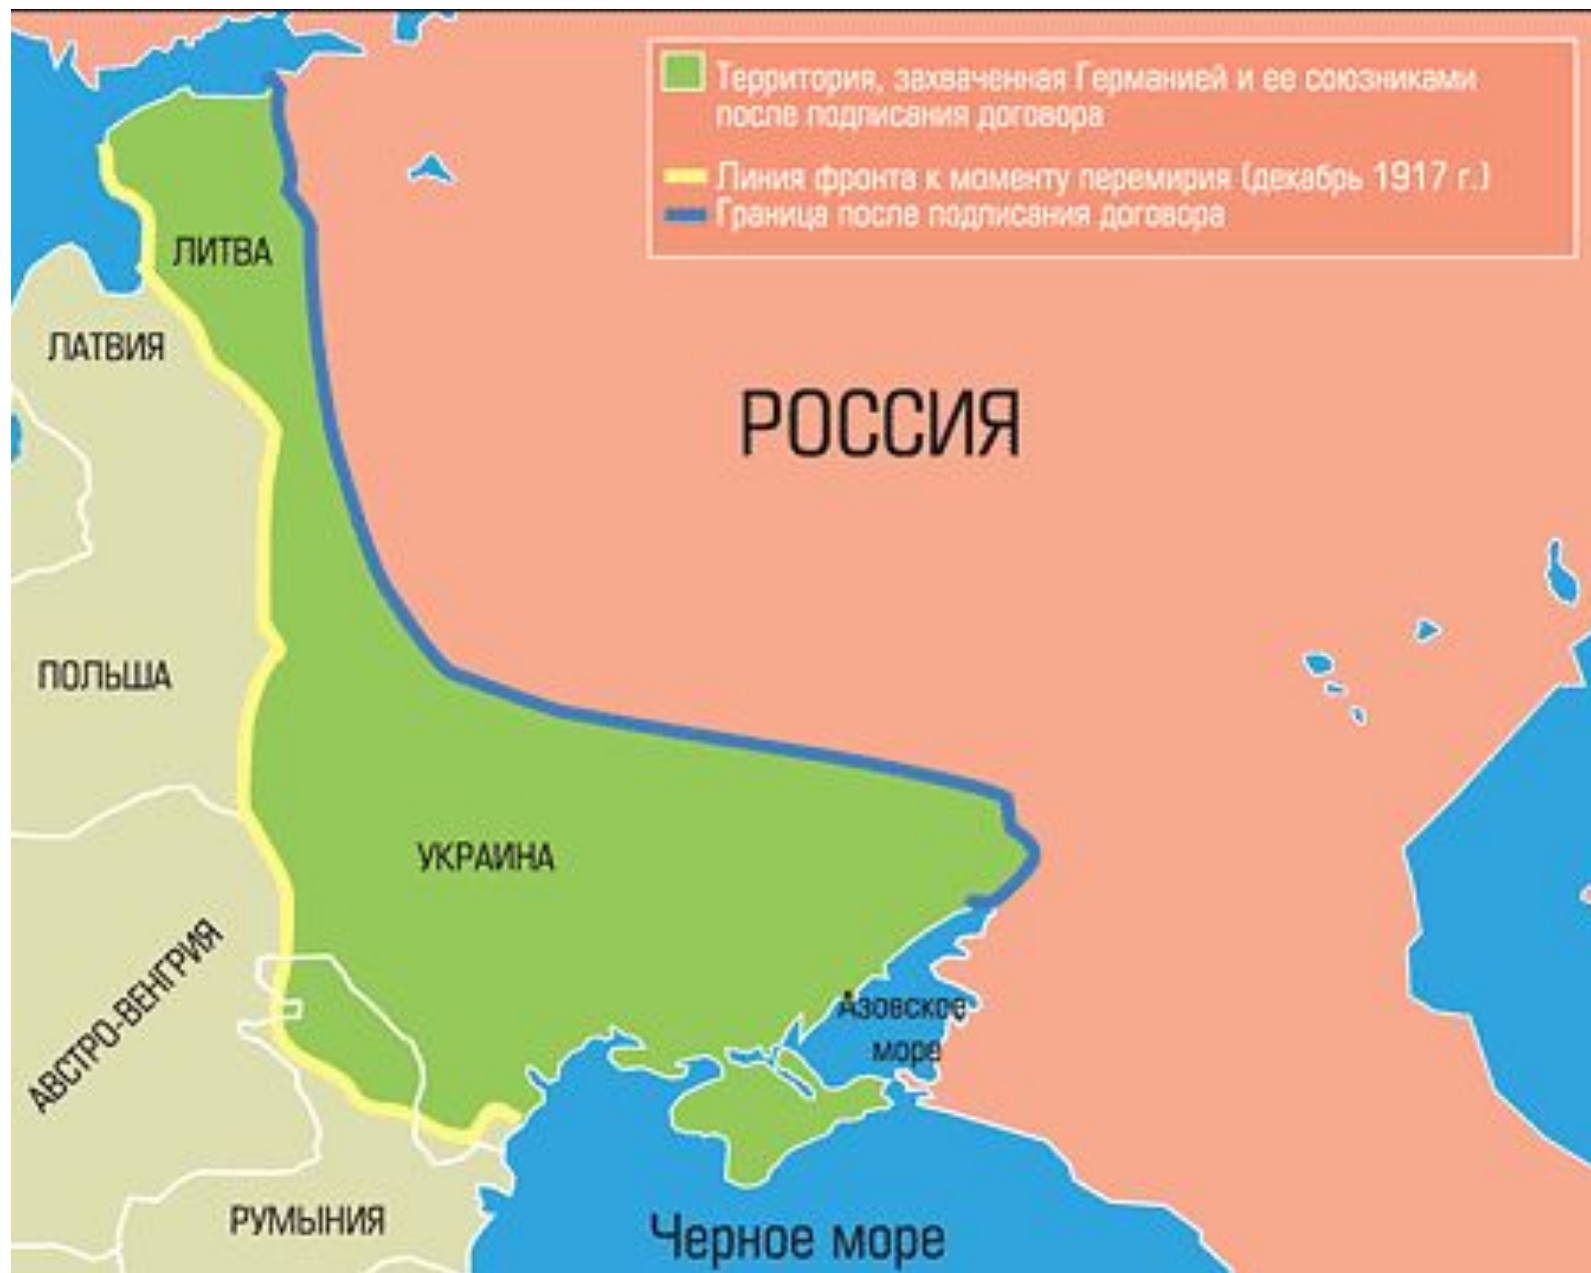 Территория, захваченная Германией и ее союзниками
после подписания договора
Линия фронта к моменту перемирия (декабрь 1917 г.)
Граница после подписания договора
ЛИТВА
ЛАТВИЯ
РОССИЯ
ПОЛЬША
УКРАИНА
АВСТРО-ВЕНГРИЯ
Азовское
море
РУМЫНИЯ
Черное море